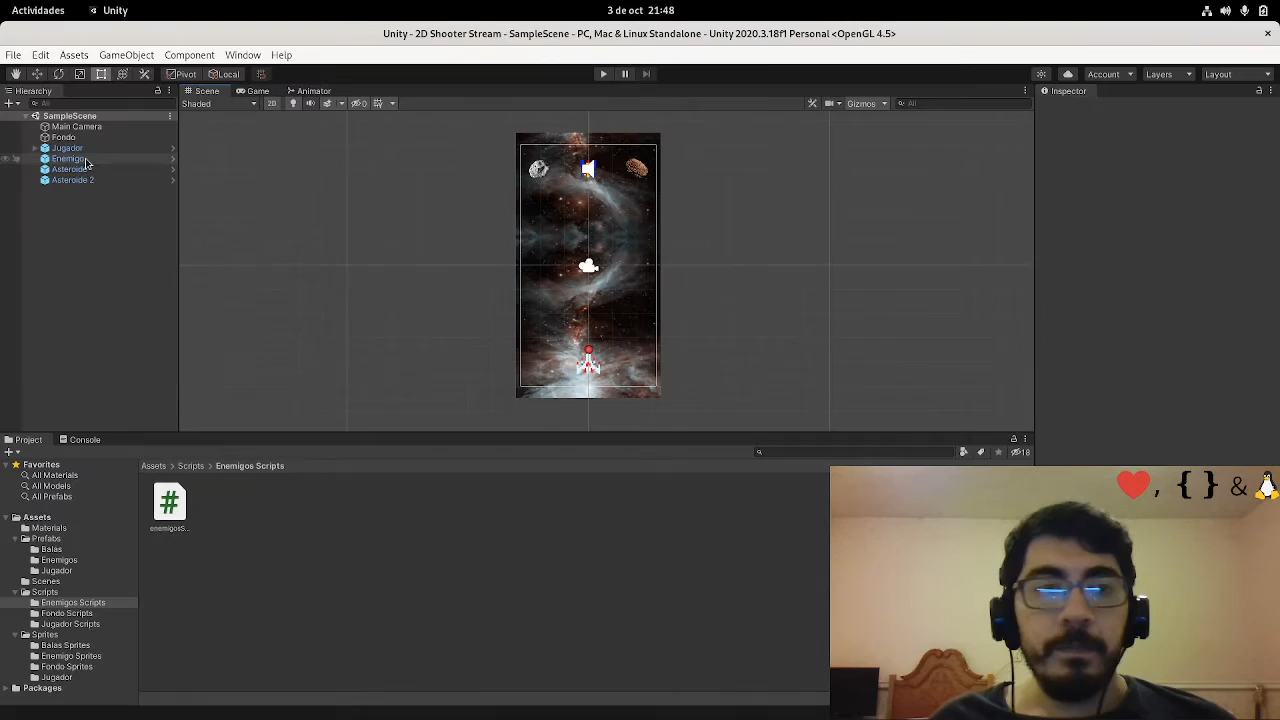 Actividades Unity 3 de oct 21:48
Unity - 2D Shooter Stream - SampleScene - PC, Mac & Linux Standalone - Unity 2020.3.18f1 Personal <OpenGL 4.5>
File Edit Assets GameObject Component Window Help
Pivot Local Account Layers Layout
Hierarchy Scene Game Animator Inspector
All Shaded 2D 0 Gizmos All
SampleScene
Main Camera
Fondo
Jugador
Enemigo
Asteroide
Asteroide 2
Project Console
18
Favorites
All Materials
All Models
All Prefabs
Assets
Materials
Prefabs
Balas
Enemigos
Jugador
Scenes
Scripts
Enemigos Scripts
Fondo Scripts
Jugador Scripts
Sprites
Balas Sprites
Enemigo Sprites
Fondo Sprites
Jugador
Packages
Assets > Scripts > Enemigos Scripts
#
enemigosS...
, { } &